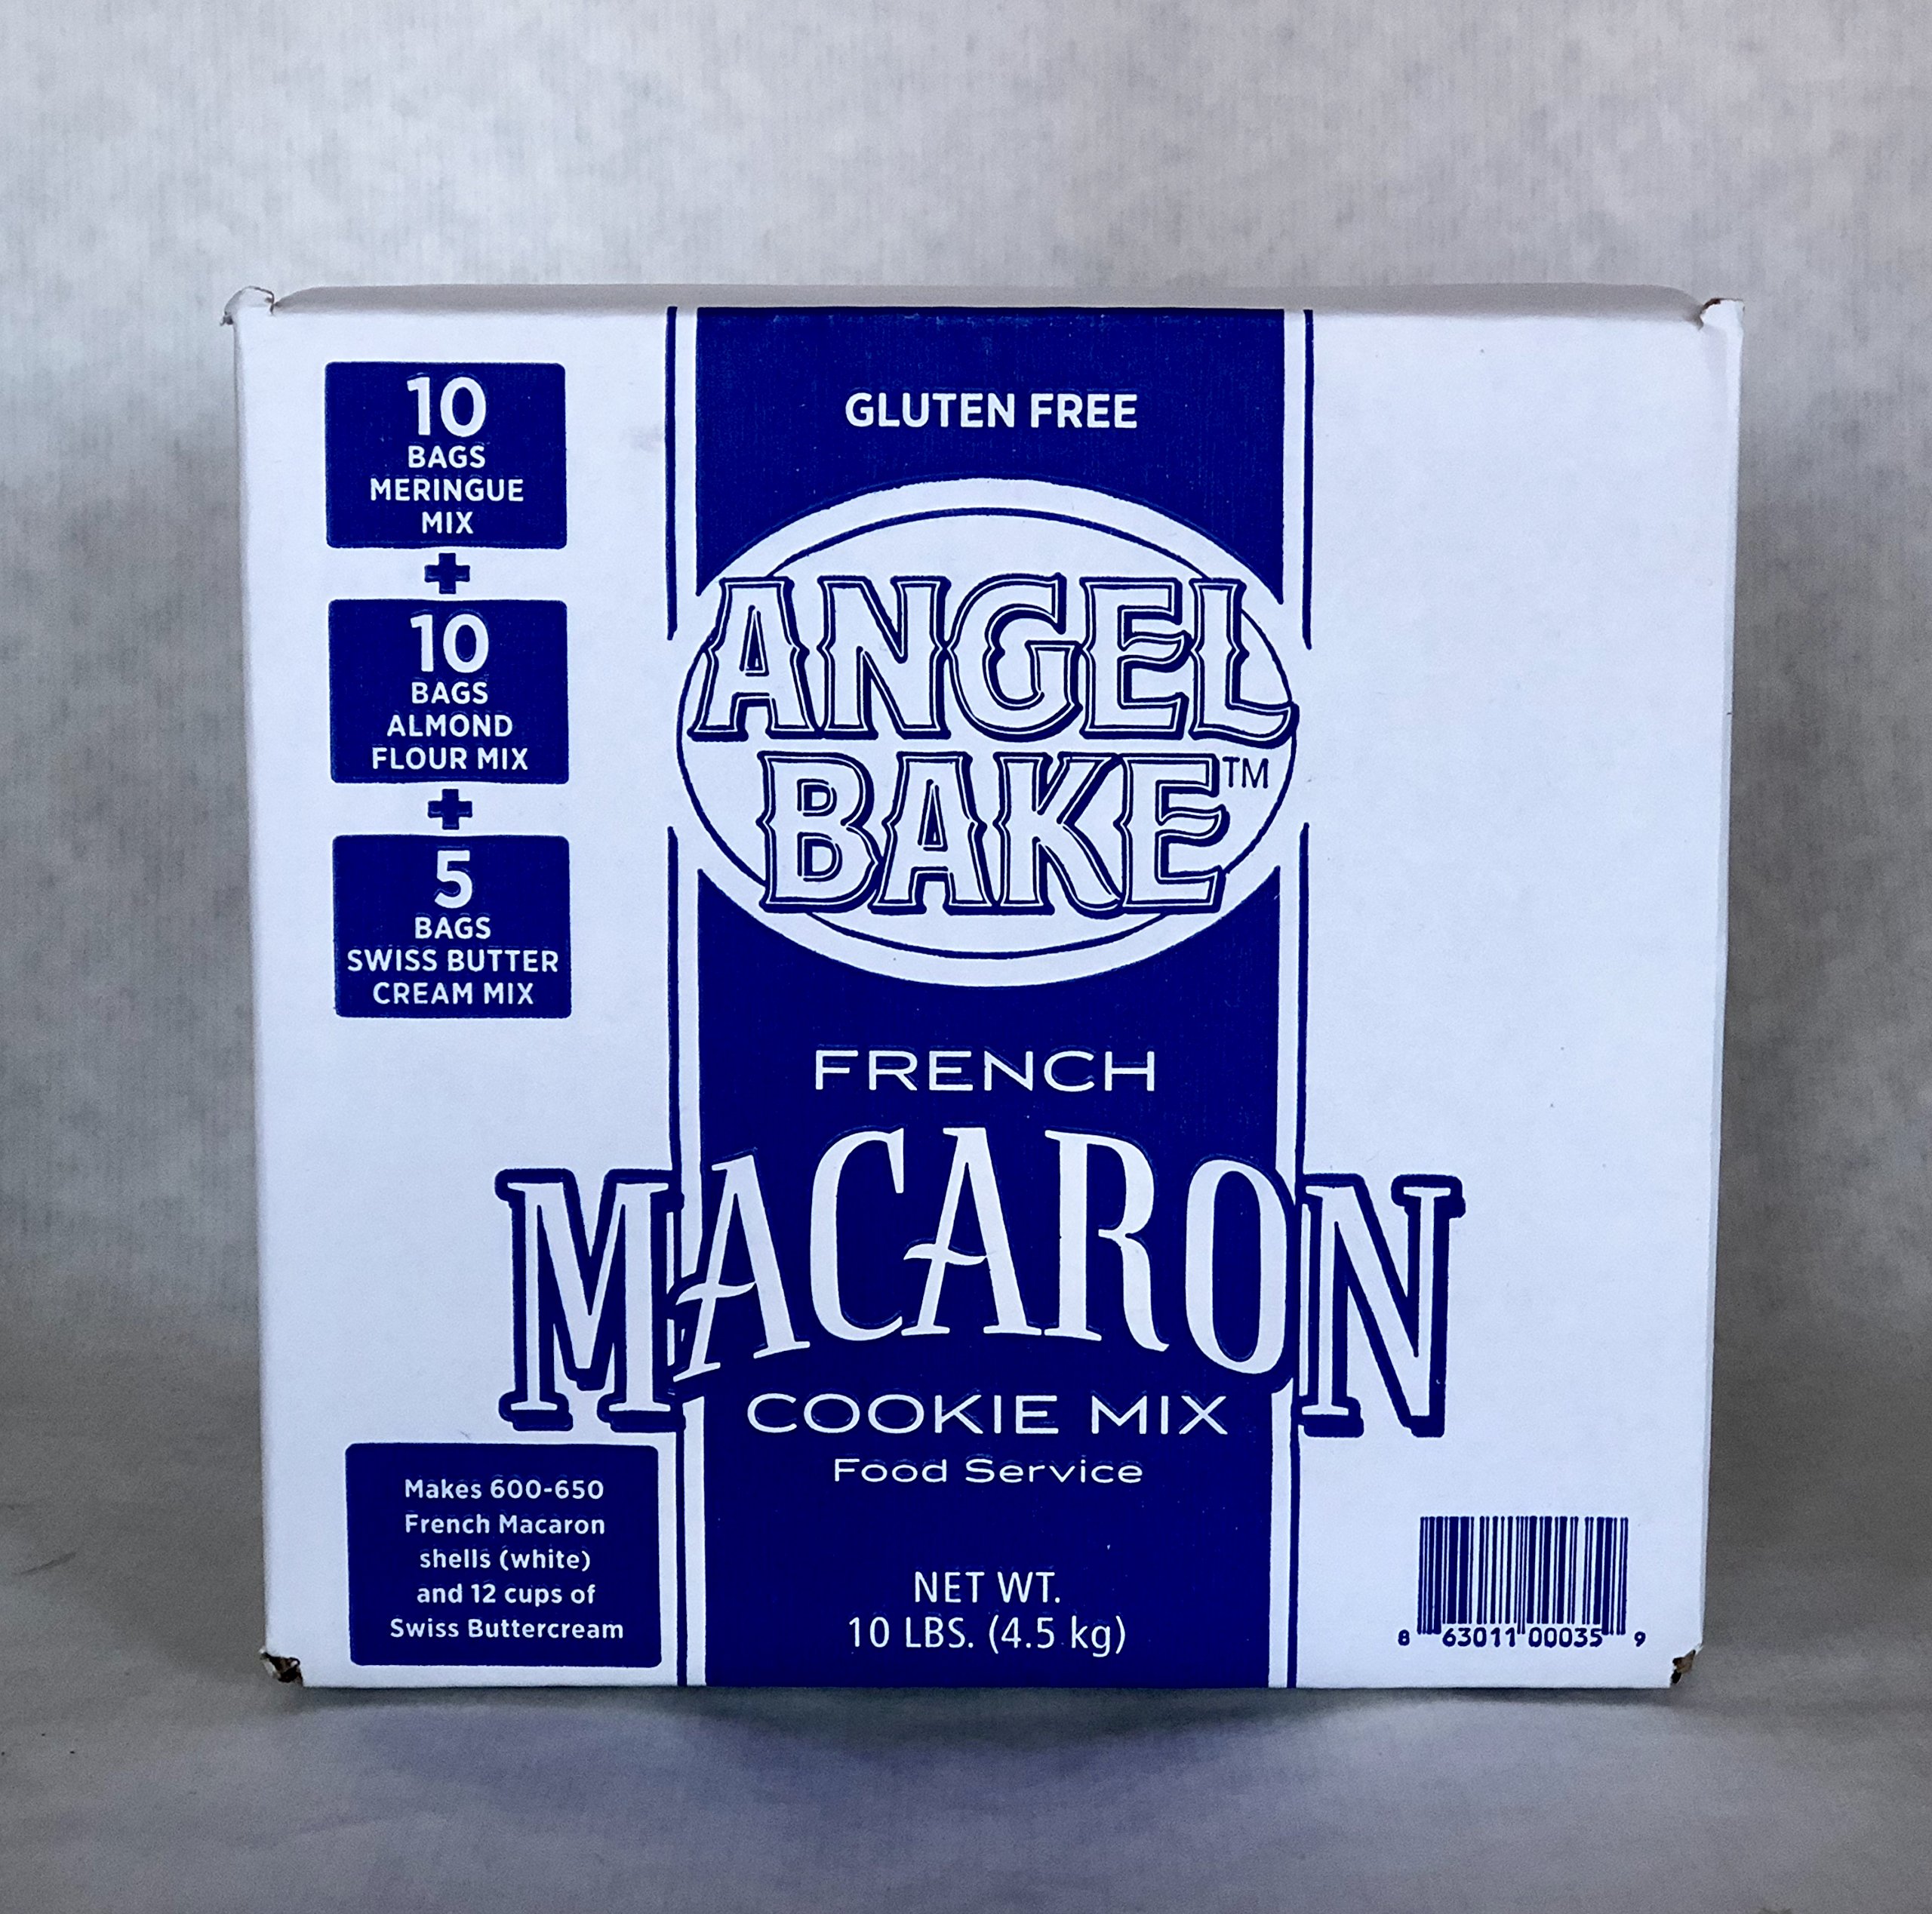 10
BAGS
MERINGUE
MIX
+
10
BAGS
ALMOND
FLOUR MIX
+
5
BAGS
SWISS BUTTER
CREAM MIX
GLUTEN FREE
ANGEL
BAKE™
FRENCH
MACARON
COOKIE MIX
Food Service
NET WT.
10 LBS. (4.5 kg)
Makes 600-650
French Macaron
shells (white)
and 12 cups of
Swiss Buttercream
8 63011 00035 9